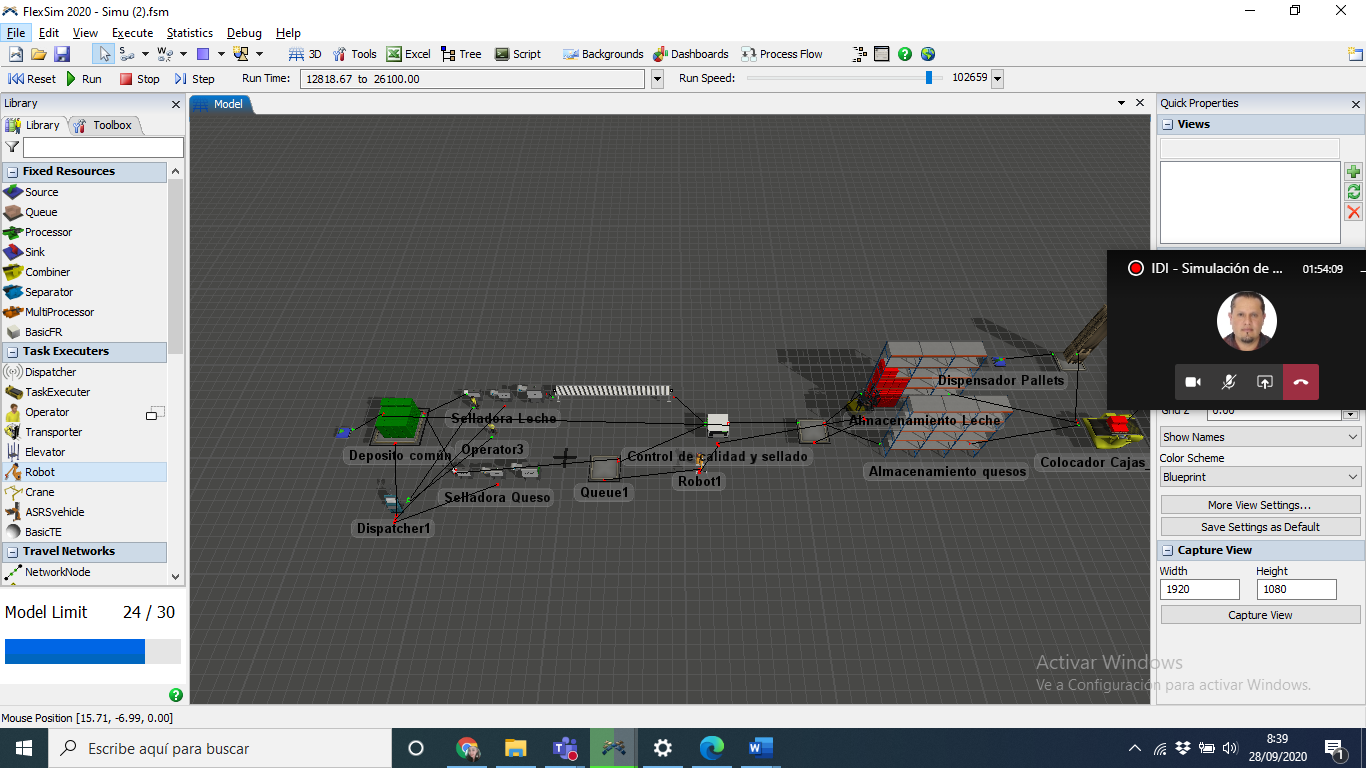 FlexSim 2020 - Simu (2).fsm
File Edit View Execute Statistics Debug Help
3D Tools Excel Tree Script Backgrounds Dashboards Process Flow
Reset Run Stop Step Run Time: 12818.67 to 26100.00 Run Speed: 102659
Library
Library Toolbox
Fixed Resources
Source
Queue
Processor
Sink
Combiner
Separator
MultiProcessor
BasicFR
Task Executers
Dispatcher
TaskExecuter
Operator
Transporter
Elevator
Robot
Crane
ASRSvehicle
BasicTE
Travel Networks
NetworkNode
Model Limit 24 / 30
Mouse Position [15.71, -6.99, 0.00]
Model
Dispensador Pallets
Selladora Leche
Almacenamiento Leche
Deposito común
Operator3
Control de calidad y sellado
Colocador Cajas_
Almacenamiento quesos
Robot1
Selladora Queso
Queue1
Dispatcher1
Quick Properties
Views
IDI - Simulación de ... 01:54:09
Grid Z 0.00
Show Names
Color Scheme
Blueprint
More View Settings...
Save Settings as Default
Capture View
Width Height
1920 1080
Capture View
Activar Windows
Ve a Configuración para activar Windows.
Escribe aquí para buscar
8:39
28/09/2020
1